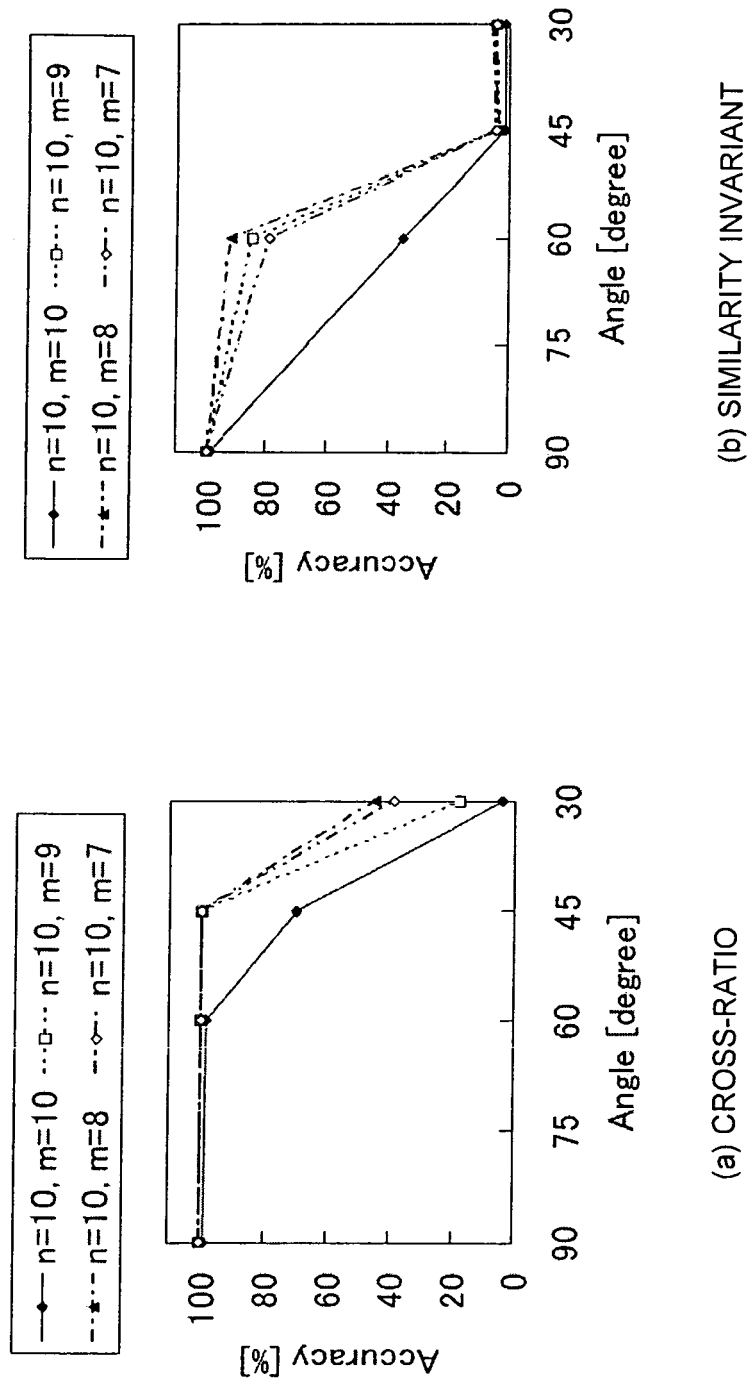 n=10, m=10 n=10, m=9
n=10, m=8 n=10, m=7
Accuracy [%]
100
80
60
40
20
0
90 75 60 45 30
Angle [degree]
(a) CROSS-RATIO
n=10, m=10 n=10, m=9
n=10, m=8 n=10, m=7
Accuracy [%]
100
80
60
40
20
0
90 75 60 45 30
Angle [degree]
(b) SIMILARITY INVARIANT